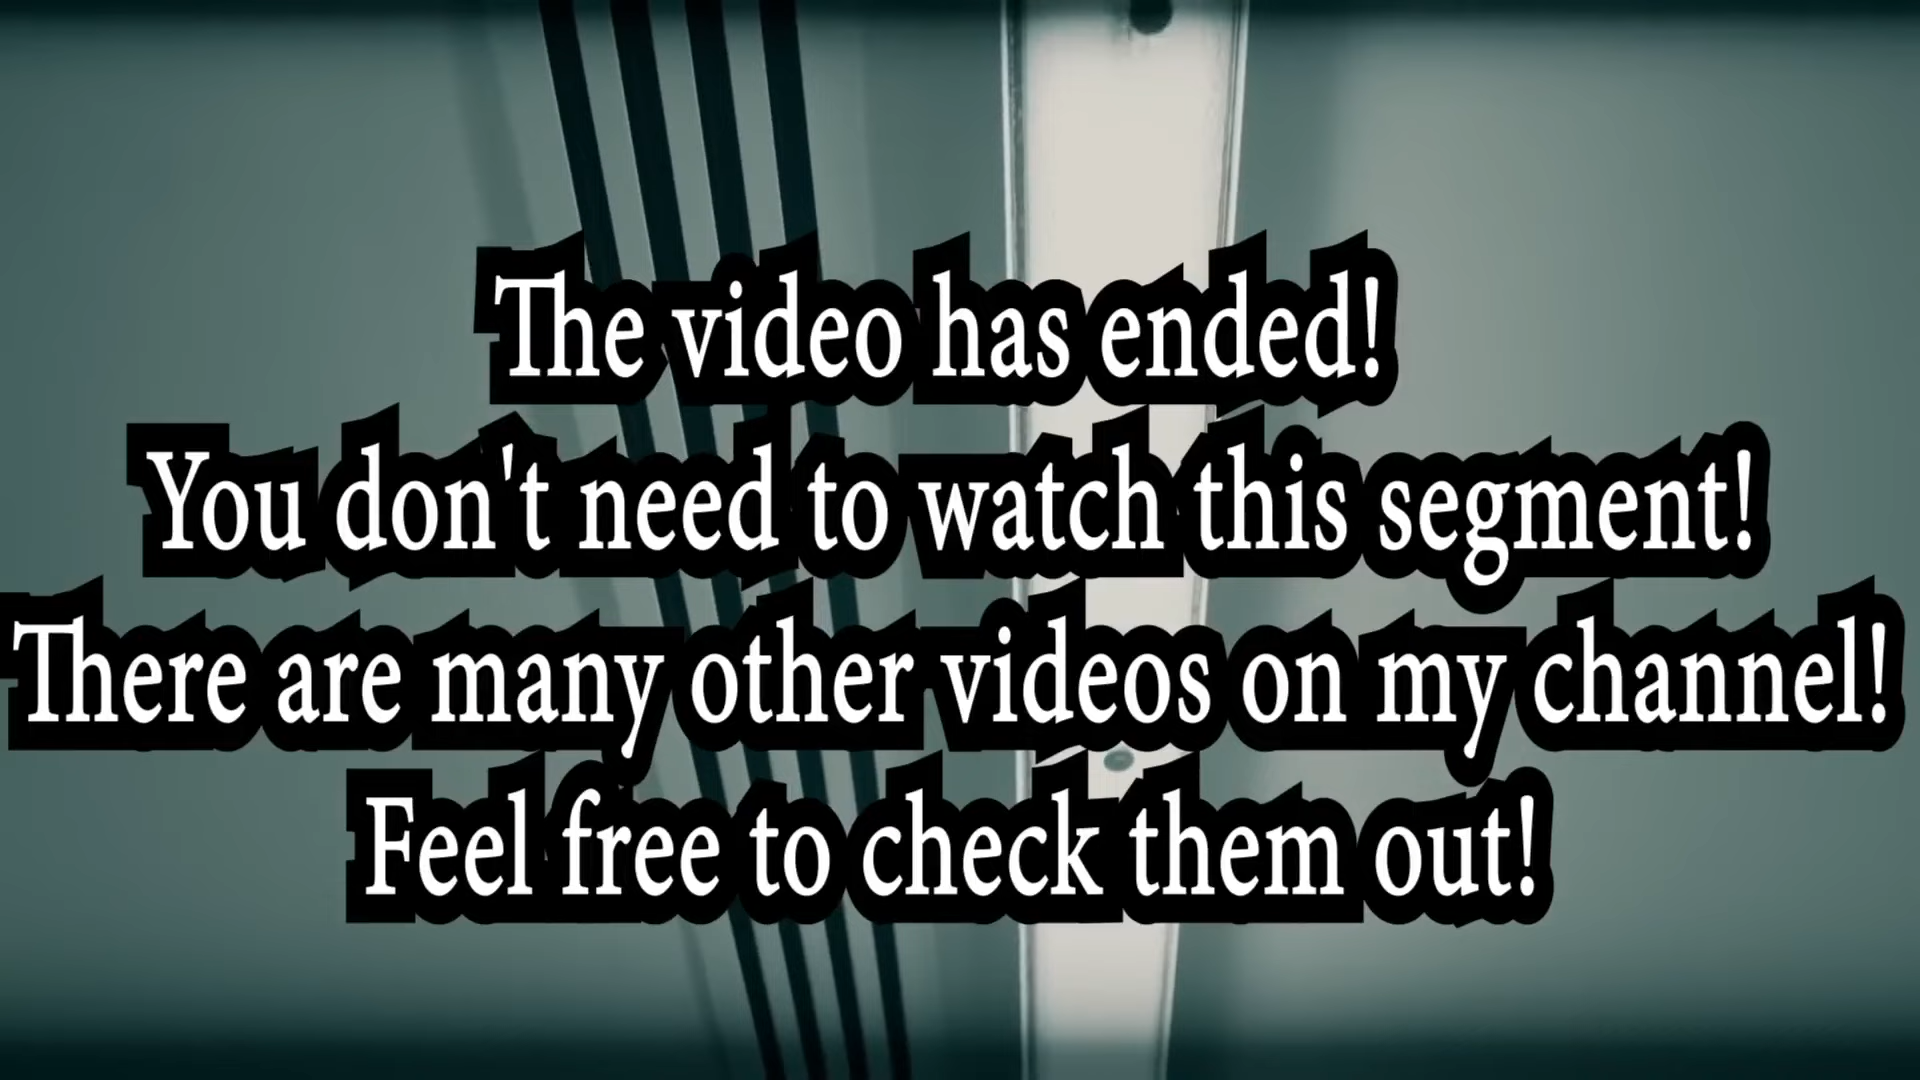 The video has ended!
You don't need to watch this segment!
There are many other videos on my channel!
Feel free to check them out!